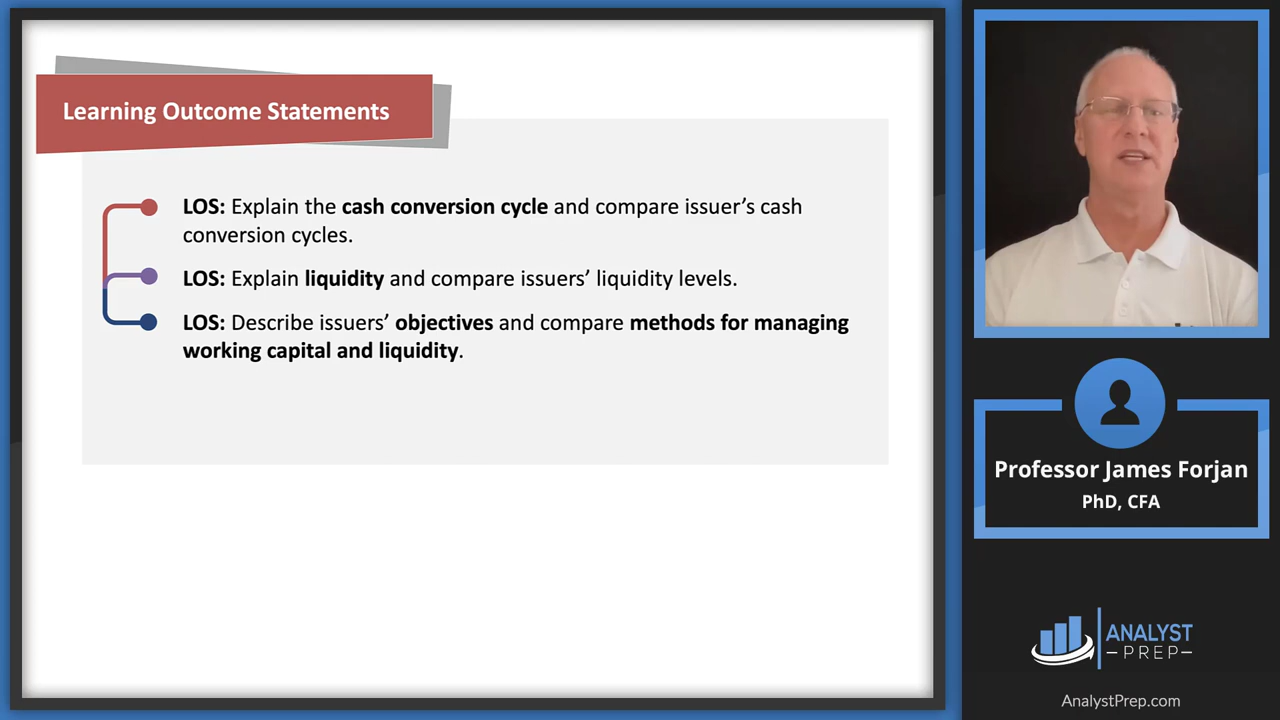 Learning Outcome Statements
LOS: Explain the cash conversion cycle and compare issuer’s cash
conversion cycles.
LOS: Explain liquidity and compare issuers’ liquidity levels.
LOS: Describe issuers’ objectives and compare methods for managing
working capital and liquidity.
Professor James Forjan
PhD, CFA
ANALYST
PREP
AnalystPrep.com